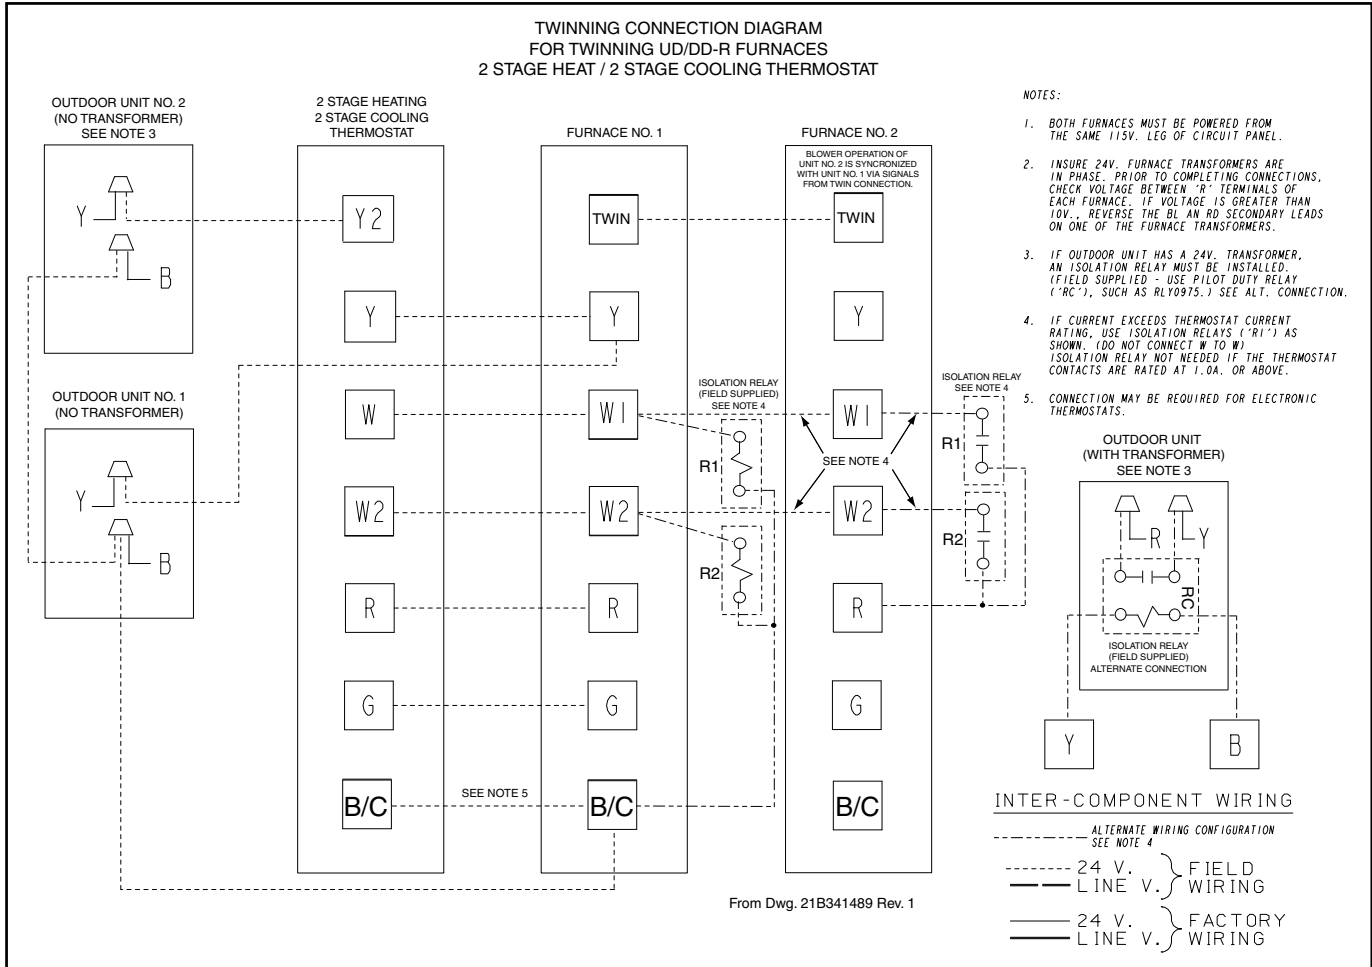 TWINNING CONNECTION DIAGRAM
FOR TWINNING UD/DD-R FURNACES
2 STAGE HEAT / 2 STAGE COOLING THERMOSTAT
OUTDOOR UNIT NO. 2
(NO TRANSFORMER)
SEE NOTE 3
Y
B
OUTDOOR UNIT NO. 1
(NO TRANSFORMER)
Y
B
2 STAGE HEATING
2 STAGE COOLING
THERMOSTAT
Y2
Y
W
W2
R
G
B/C
SEE NOTE 5
FURNACE NO. 1
TWIN
Y
W1
W2
R
G
B/C
ISOLATION RELAY
(FIELD SUPPLIED)
SEE NOTE 4
R1
R2
FURNACE NO. 2
BLOWER OPERATION OF
UNIT NO. 2 IS SYNCRONIZED
WITH UNIT NO. 1 VIA SIGNALS
FROM TWIN CONNECTION.
TWIN
Y
W1
SEE NOTE 4
W2
R
G
B/C
ISOLATION RELAY
SEE NOTE 4
R1
R2
From Dwg. 21B341489 Rev. 1
NOTES:
1. BOTH FURNACES MUST BE POWERED FROM
THE SAME 115V. LEG OF CIRCUIT PANEL.
2. INSURE 24V. FURNACE TRANSFORMERS ARE
IN PHASE. PRIOR TO COMPLETING CONNECTIONS,
CHECK VOLTAGE BETWEEN 'R' TERMINALS OF
EACH FURNACE. IF VOLTAGE IS GREATER THAN
10V., REVERSE THE BL AN RD SECONDARY LEADS
ON ONE OF THE FURNACE TRANSFORMERS.
3. IF OUTDOOR UNIT HAS A 24V. TRANSFORMER,
AN ISOLATION RELAY MUST BE INSTALLED.
(FIELD SUPPLIED - USE PILOT DUTY RELAY
('RC'), SUCH AS RLY0975.) SEE ALT. CONNECTION.
4. IF CURRENT EXCEEDS THERMOSTAT CURRENT
RATING, USE ISOLATION RELAYS ('R1') AS
SHOWN. (DO NOT CONNECT W TO W)
ISOLATION RELAY NOT NEEDED IF THE THERMOSTAT
CONTACTS ARE RATED AT 1.0A. OR ABOVE.
5. CONNECTION MAY BE REQUIRED FOR ELECTRONIC
THERMOSTATS.
OUTDOOR UNIT
(WITH TRANSFORMER)
SEE NOTE 3
R
Y
RC
ISOLATION RELAY
(FIELD SUPPLIED)
ALTERNATE CONNECTION
Y
B
INTER-COMPONENT WIRING
ALTERNATE WIRING CONFIGURATION
SEE NOTE 4
24 V.
LINE V.
FIELD
WIRING
24 V.
LINE V.
FACTORY
WIRING